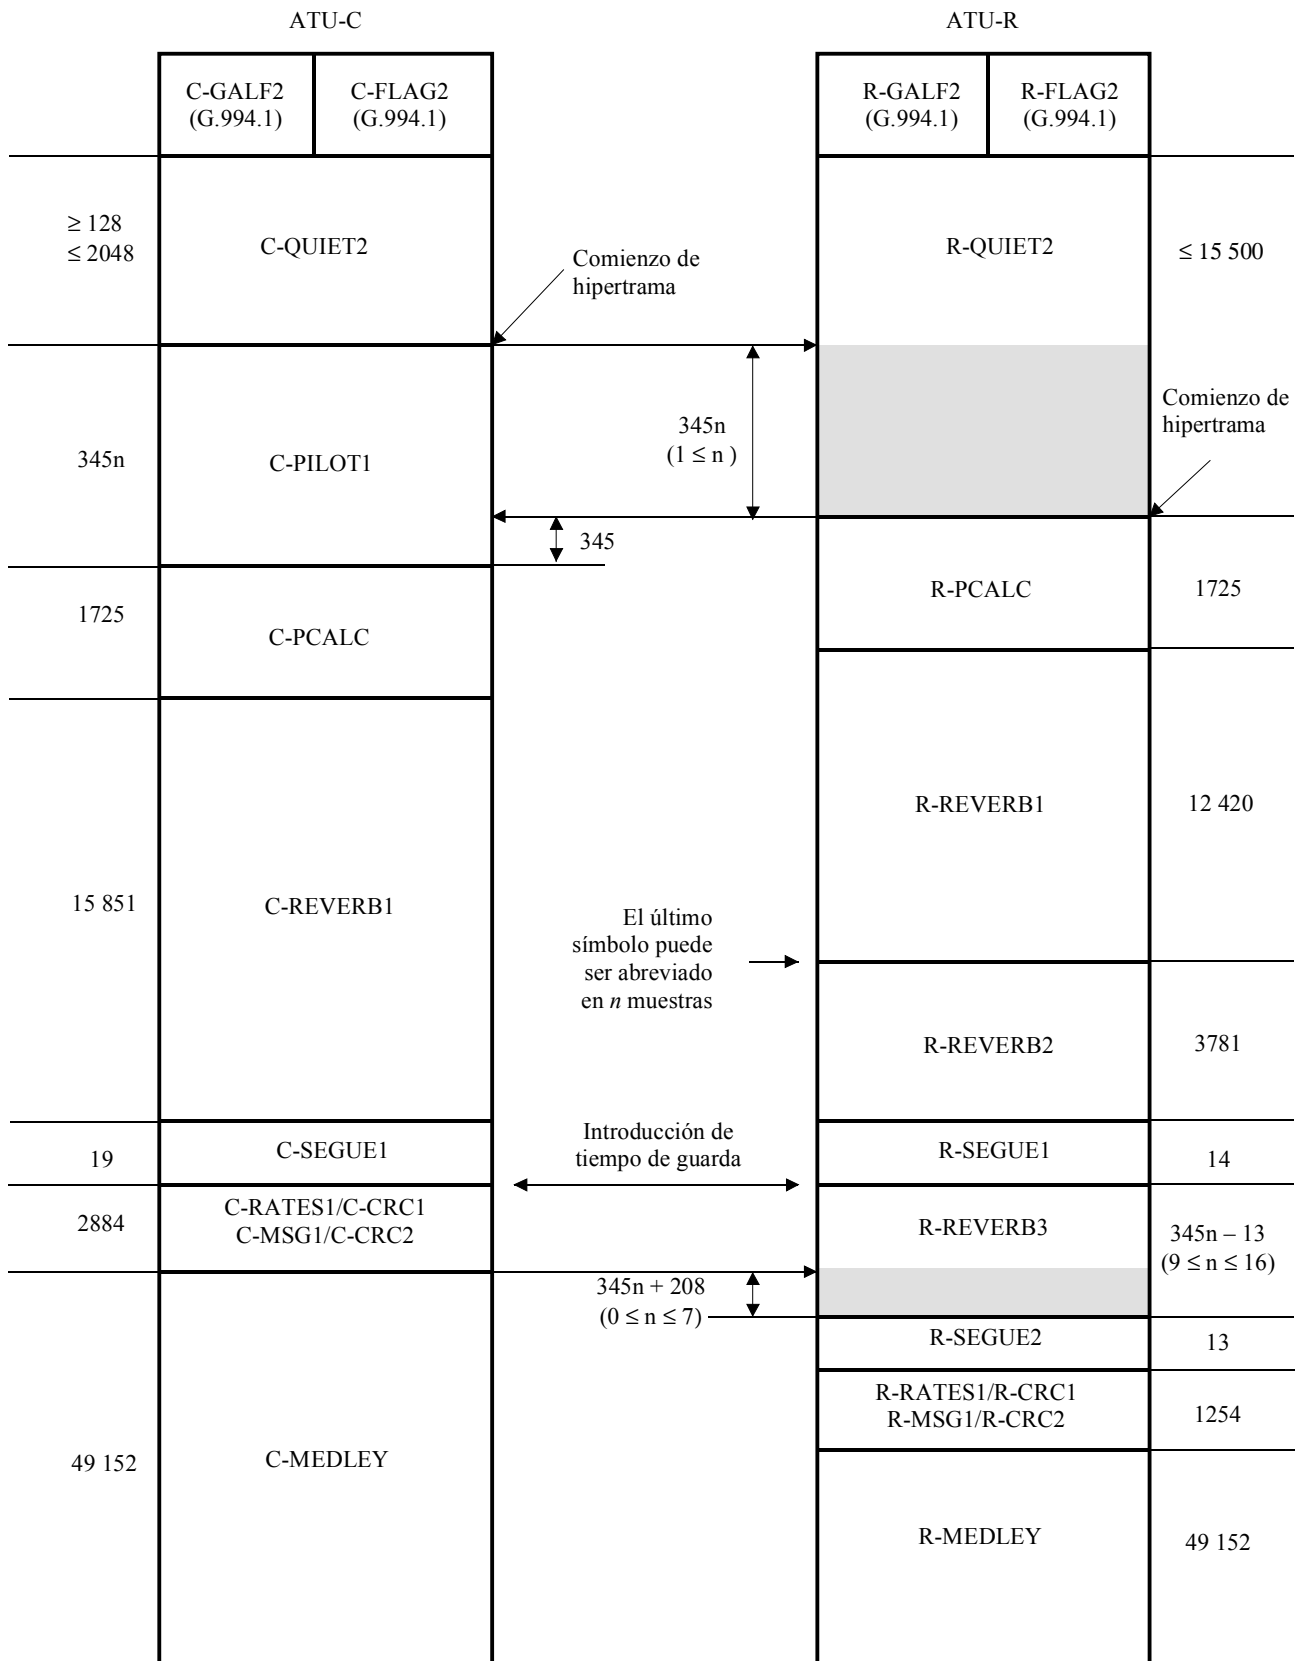 ATU-C
ATU-R
C-GALF2
(G.994.1)
C-FLAG2
(G.994.1)
R-GALF2
(G.994.1)
R-FLAG2
(G.994.1)
≥ 128
≤ 2048
C-QUIET2
Comienzo de
hipertrama
R-QUIET2
≤ 15 500
345n
C-PILOT1
345n
(1 ≤ n )
Comienzo de
hipertrama
345
1725
C-PCALC
R-PCALC
1725
15 851
C-REVERB1
R-REVERB1
12 420
El último
símbolo puede
ser abreviado
en n muestras
R-REVERB2
3781
19
C-SEGUE1
Introducción de
tiempo de guarda
R-SEGUE1
14
2884
C-RATES1/C-CRC1
C-MSG1/C-CRC2
R-REVERB3
345n – 13
(9 ≤ n ≤ 16)
345n + 208
(0 ≤ n ≤ 7)
R-SEGUE2
13
R-RATES1/R-CRC1
R-MSG1/R-CRC2
1254
49 152
C-MEDLEY
R-MEDLEY
49 152